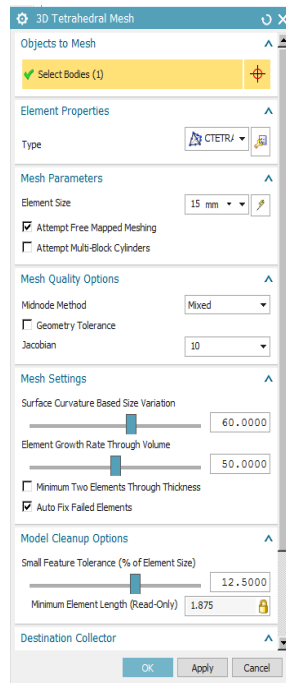 3D Tetrahedral Mesh
Objects to Mesh
Select Bodies (1)
Element Properties
Type
CTETRA
Mesh Parameters
Element Size
15 mm
Attempt Free Mapped Meshing
Attempt Multi-Block Cylinders
Mesh Quality Options
Midnode Method
Mixed
Geometry Tolerance
Jacobian
10
Mesh Settings
Surface Curvature Based Size Variation
60.0000
Element Growth Rate Through Volume
50.0000
Minimum Two Elements Through Thickness
Auto Fix Failed Elements
Model Cleanup Options
Small Feature Tolerance (% of Element Size)
12.5000
Minimum Element Length (Read-Only)
1.875
Destination Collector
OK
Apply
Cancel